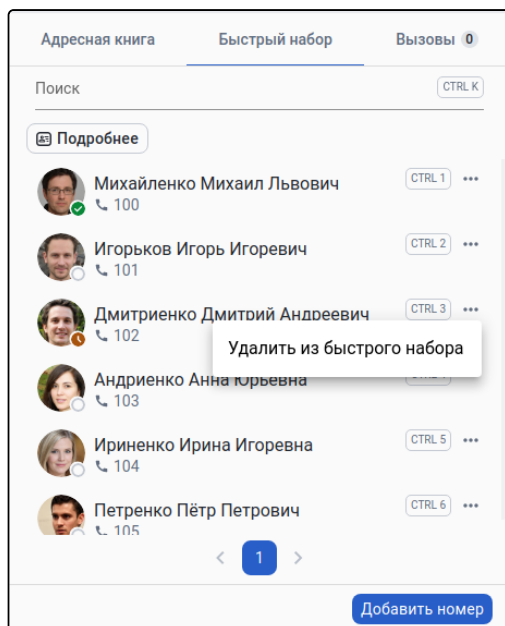 Адресная книга Быстрый набор Вызовы 0
Поиск CTRL K
Подробнее
Михайленко Михаил Львович CTRL 1
100
Игорьков Игорь Игоревич CTRL 2
101
Дмитриенко Дмитрий Андреевич CTRL 3
102
Удалить из быстрого набора
Андриенко Анна Юрьевна
103
Ириненко Ирина Игоревна CTRL 5
104
Петренко Пётр Петрович CTRL 6
105
1
Добавить номер